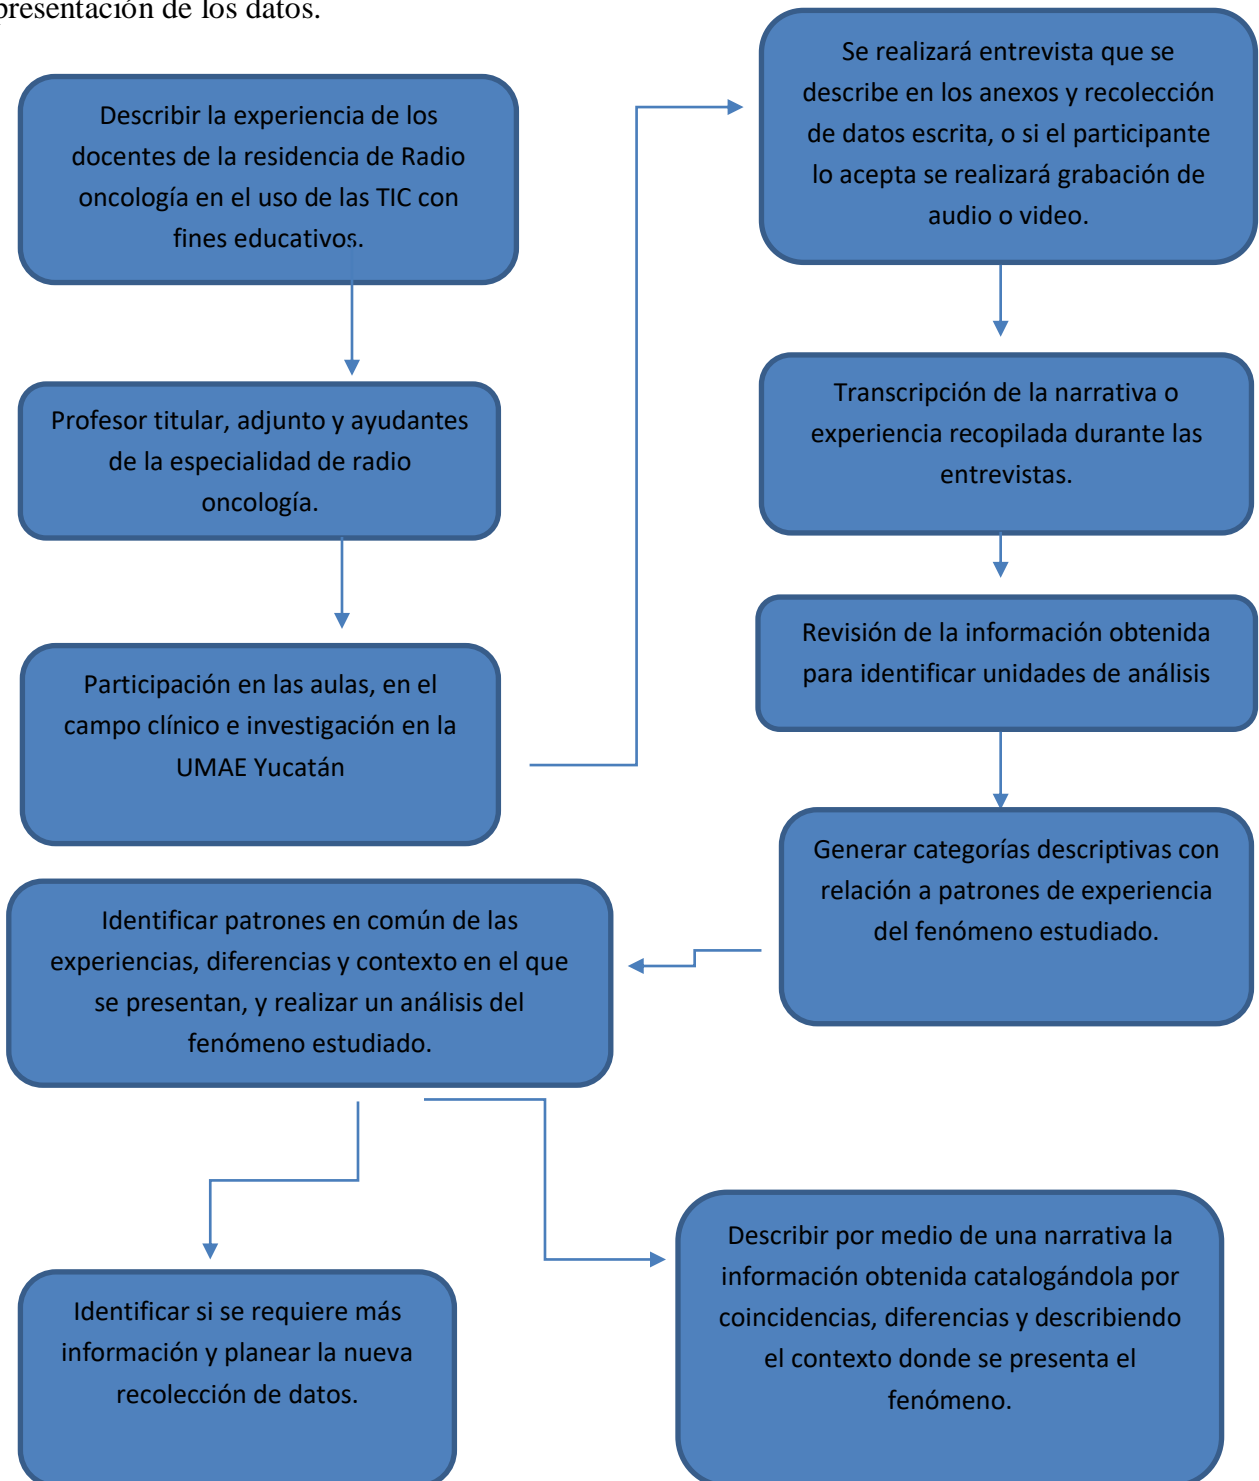 presentación de los datos.
Describir la experiencia de los
docentes de la residencia de Radio
oncología en el uso de las TIC con
fines educativos.
Profesor titular, adjunto y ayudantes
de la especialidad de radio
oncología.
Participación en las aulas, en el
campo clínico e investigación en la
UMAE Yucatán
Se realizará entrevista que se
describe en los anexos y recolección
de datos escrita, o si el participante
lo acepta se realizará grabación de
audio o video.
Transcripción de la narrativa o
experiencia recopilada durante las
entrevistas.
Revisión de la información obtenida
para identificar unidades de análisis
Generar categorías descriptivas con
relación a patrones de experiencia
del fenómeno estudiado.
Identificar patrones en común de las
experiencias, diferencias y contexto en el que
se presentan, y realizar un análisis del
fenómeno estudiado.
Identificar si se requiere más
información y planear la nueva
recolección de datos.
Describir por medio de una narrativa la
información obtenida catalogándola por
coincidencias, diferencias y describiendo
el contexto donde se presenta el
fenómeno.